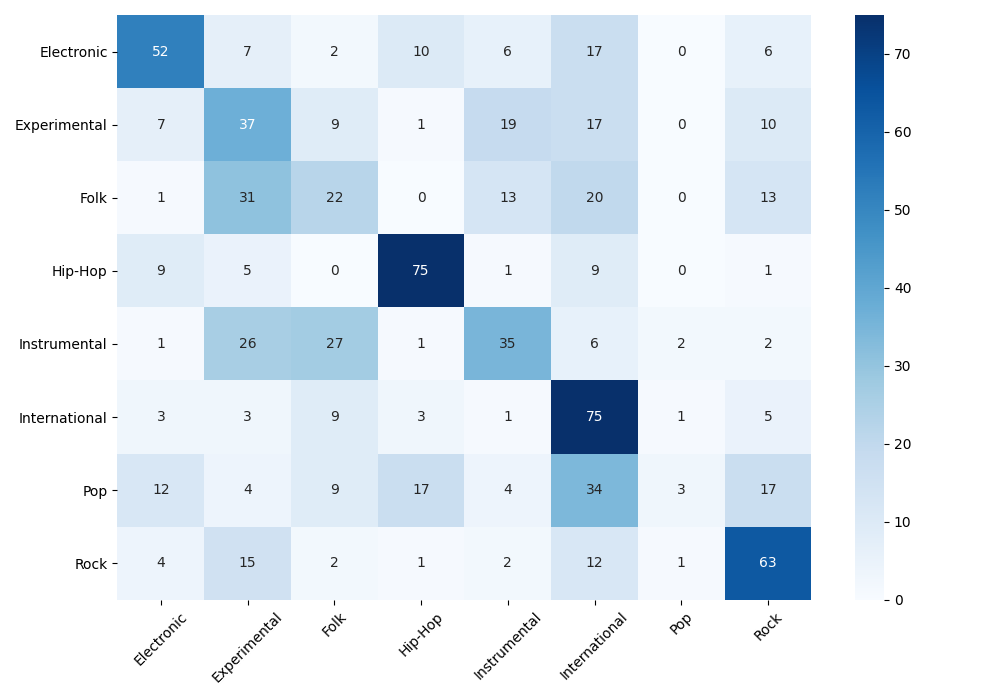 Electronic 52 7 2 10 6 17 0 6
Experimental 7 37 9 1 19 17 0 10
Folk 1 31 22 0 13 20 0 13
Hip-Hop 9 5 0 75 1 9 0 1
Instrumental 1 26 27 1 35 6 2 2
International 3 3 9 3 1 75 1 5
Pop 12 4 9 17 4 34 3 17
Rock 4 15 2 1 2 12 1 63
Electronic Experimental Folk Hip-Hop Instrumental International Pop Rock
70
60
50
40
30
20
10
0